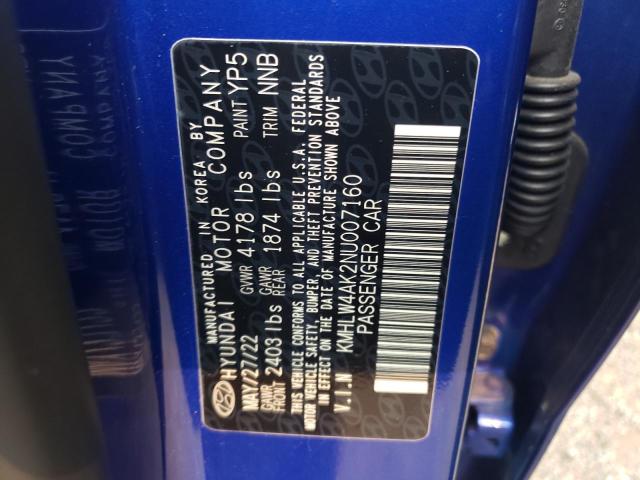 MANUFACTURED IN KOREA BY
HYUNDAI MOTOR COMPANY
MAY/27/22 GVWR 4178 lbs PAINT YP5
GAWR FRONT 2403 lbs GAWR REAR 1874 lbs TRIM NNB
THIS VEHICLE CONFORMS TO ALL APPLICABLE U.S.A. FEDERAL
MOTOR VEHICLE SAFETY, BUMPER, AND THEFT PREVENTION STANDARDS
IN EFFECT ON THE DATE OF MANUFACTURE SHOWN ABOVE
V.I.N KMHLW4AK2NU007160
PASSENGER CAR